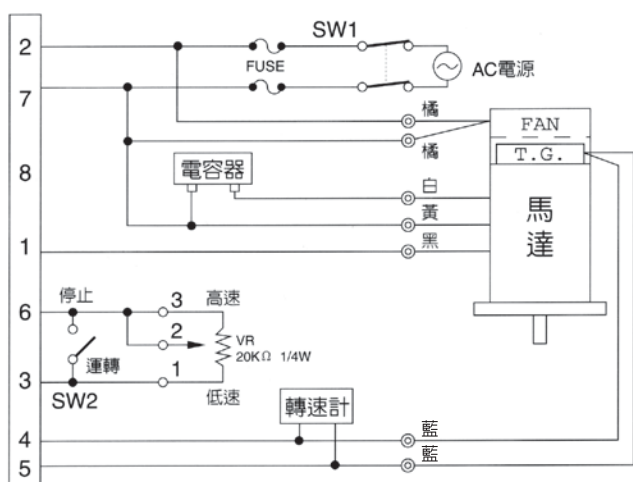 SW1
2
FUSE
AC電源
7
橘
FAN
橘
T.G.
8
電容器
白
馬達
黃
1
黑
6
停止
3
高速
2
VR
20KΩ 1/4W
運轉
1
3
低速
SW2
轉速計
4
藍
藍
5